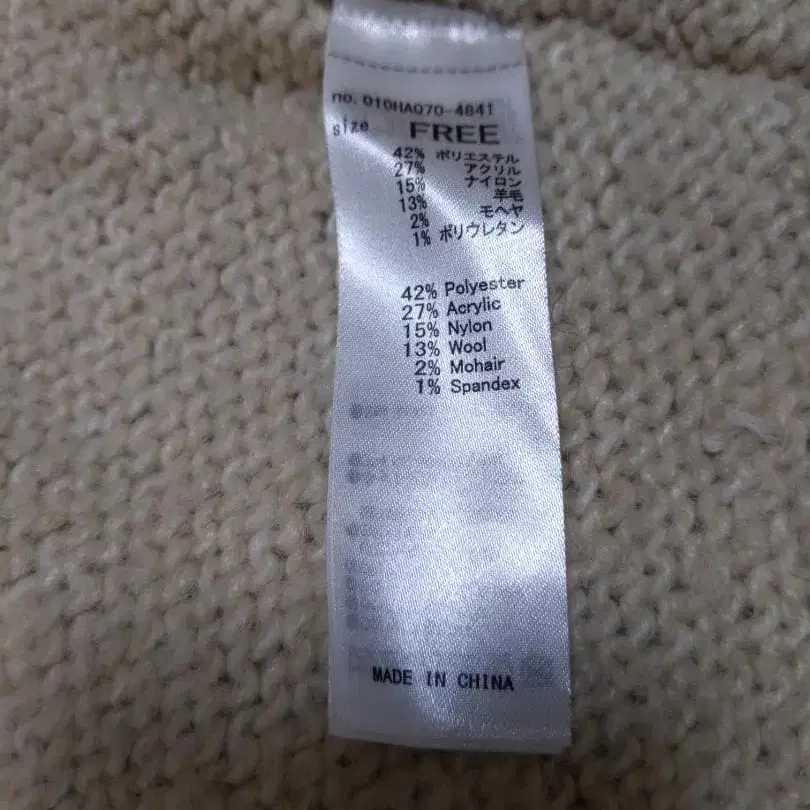 no. 010HAQ70-4841
size FREE
42% ポリエステル
27% アクリル
15% ナイロン
13% 羊毛
2% モヘヤ
1% ポリウレタン
42% Polyester
27% Acrylic
15% Nylon
13% Wool
2% Mohair
1% Spandex
MADE IN CHINA